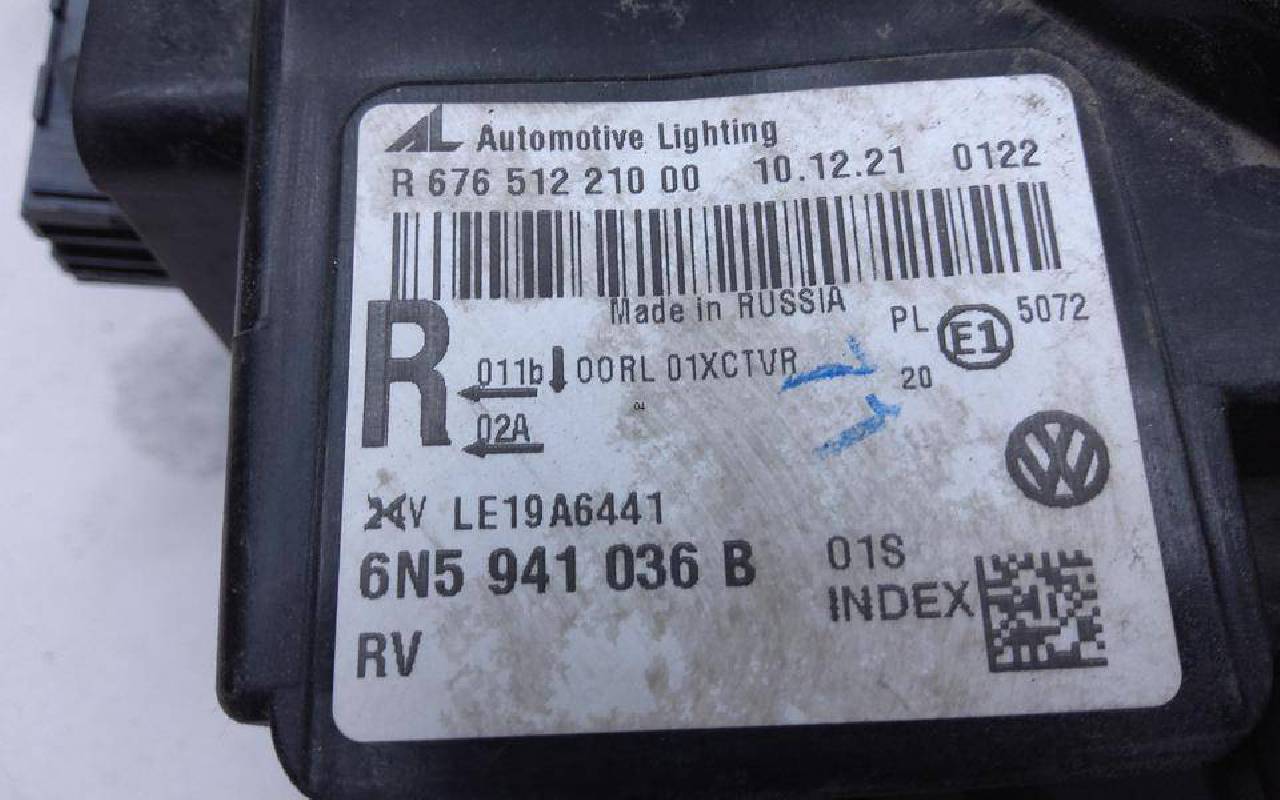 AL Automotive Lighting
R 676 512 210 00 10.12.21 0122
Made in RUSSIA
PL E1 5072
R 011b 00RL 01XCTVR 20
02A
LE19A6441
6N5 941 036 B 01S
INDEX
RV